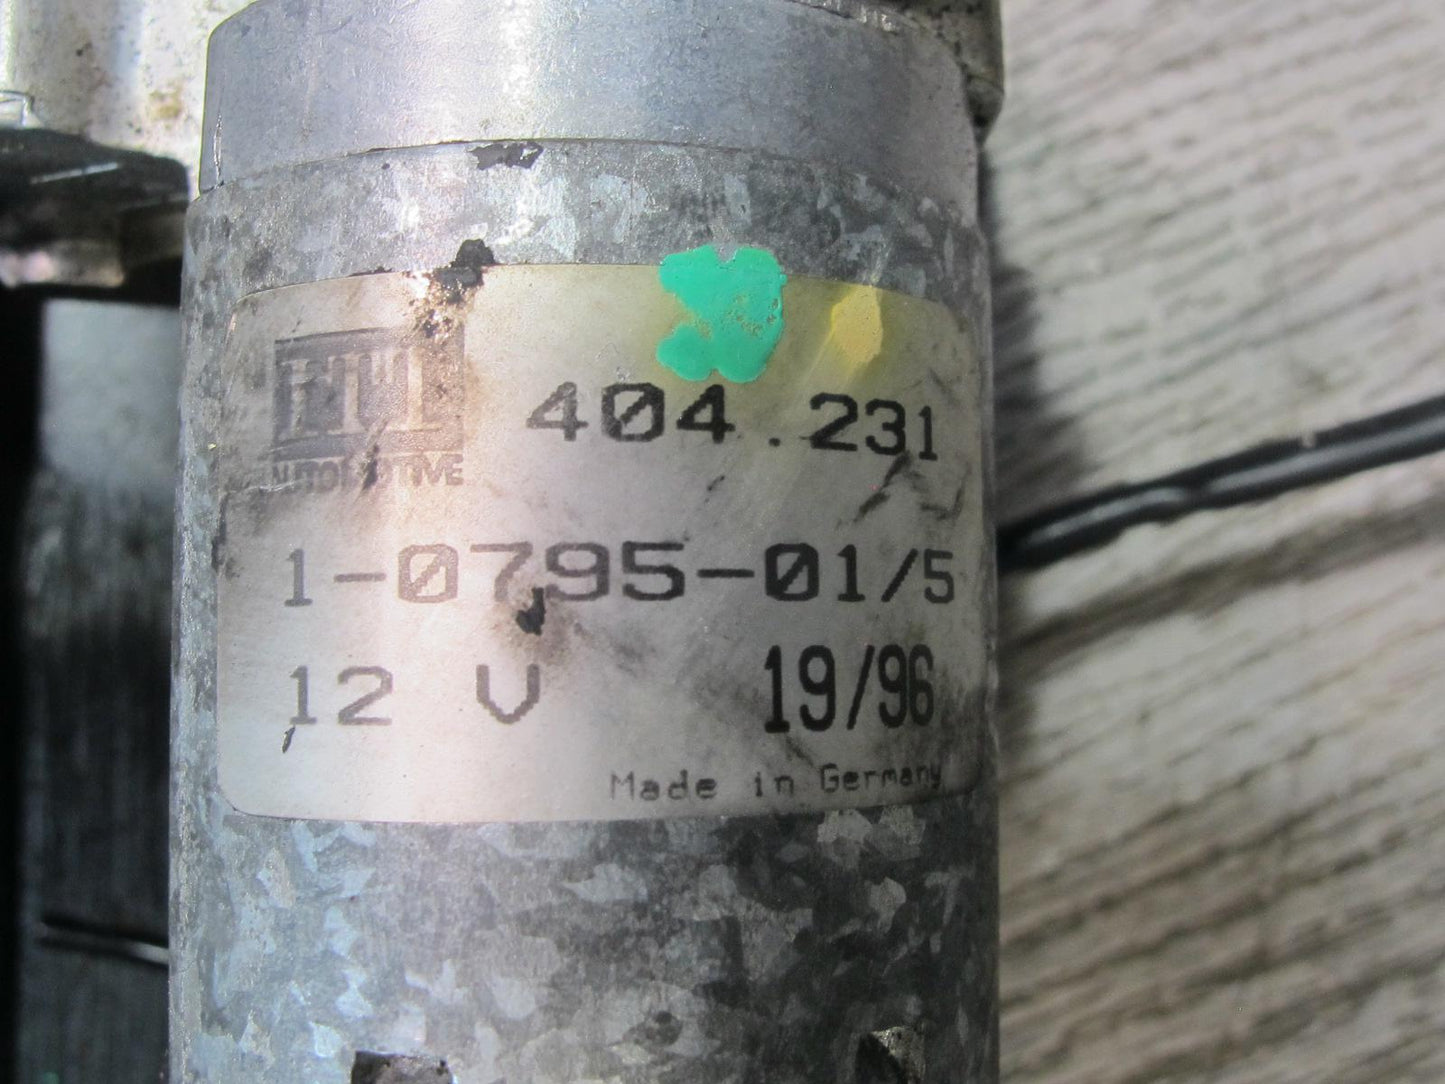 ITT 404.231
AUTOMOTIVE
1-0795-01/5
12 V 19/96
Made in Germany